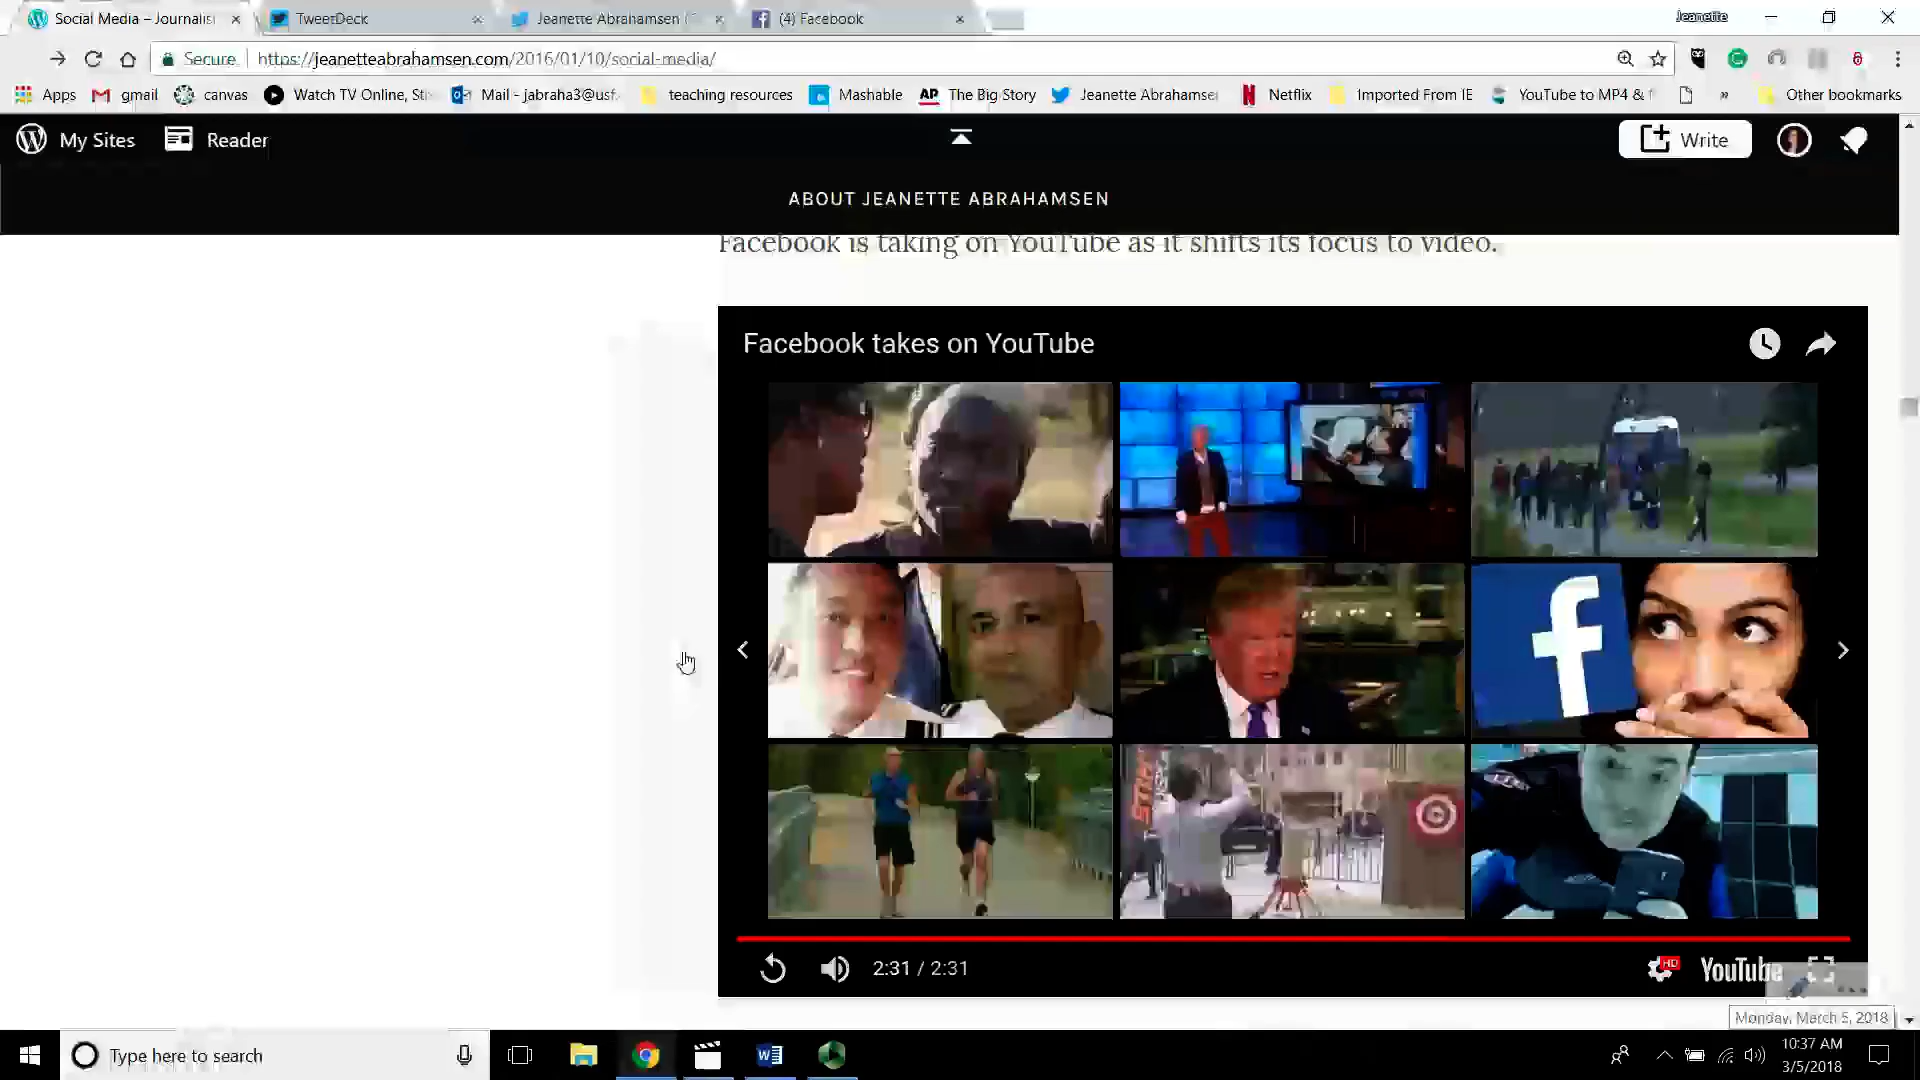 Social Media – Journalis
TweetDeck
Jeanette Abrahamsen (
(4) Facebook
Jeanette
Secure
https://jeanetteabrahamsen.com/2016/01/10/social-media/
Apps
gmail
canvas
Watch TV Online, St
Mail - jabraha3@usf.
teaching resources
Mashable
AP
The Big Story
Jeanette Abrahamse
Netflix
Imported From IE
YouTube to MP4 &
»
Other bookmarks
My Sites
Reader
Write
ABOUT JEANETTE ABRAHAMSEN
Facebook is taking on YouTube as it shifts its focus to video.
Facebook takes on YouTube
f
2:31 / 2:31
HD
YouTube
Monday, March 5, 2018
Type here to search
10:37 AM
3/5/2018